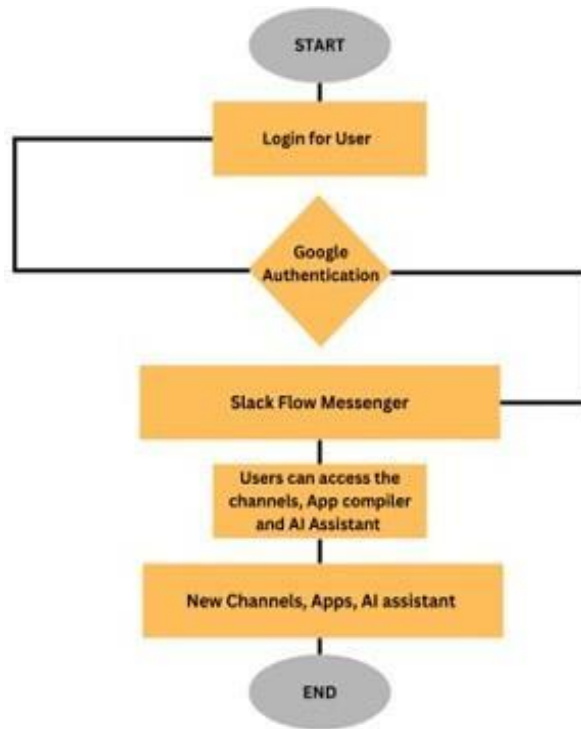 START
Login for User
Google
Authentication
Slack Flow Messenger
Users can access the
channels, App compiler
and AI Assistant
New Channels, Apps, AI assistant
END